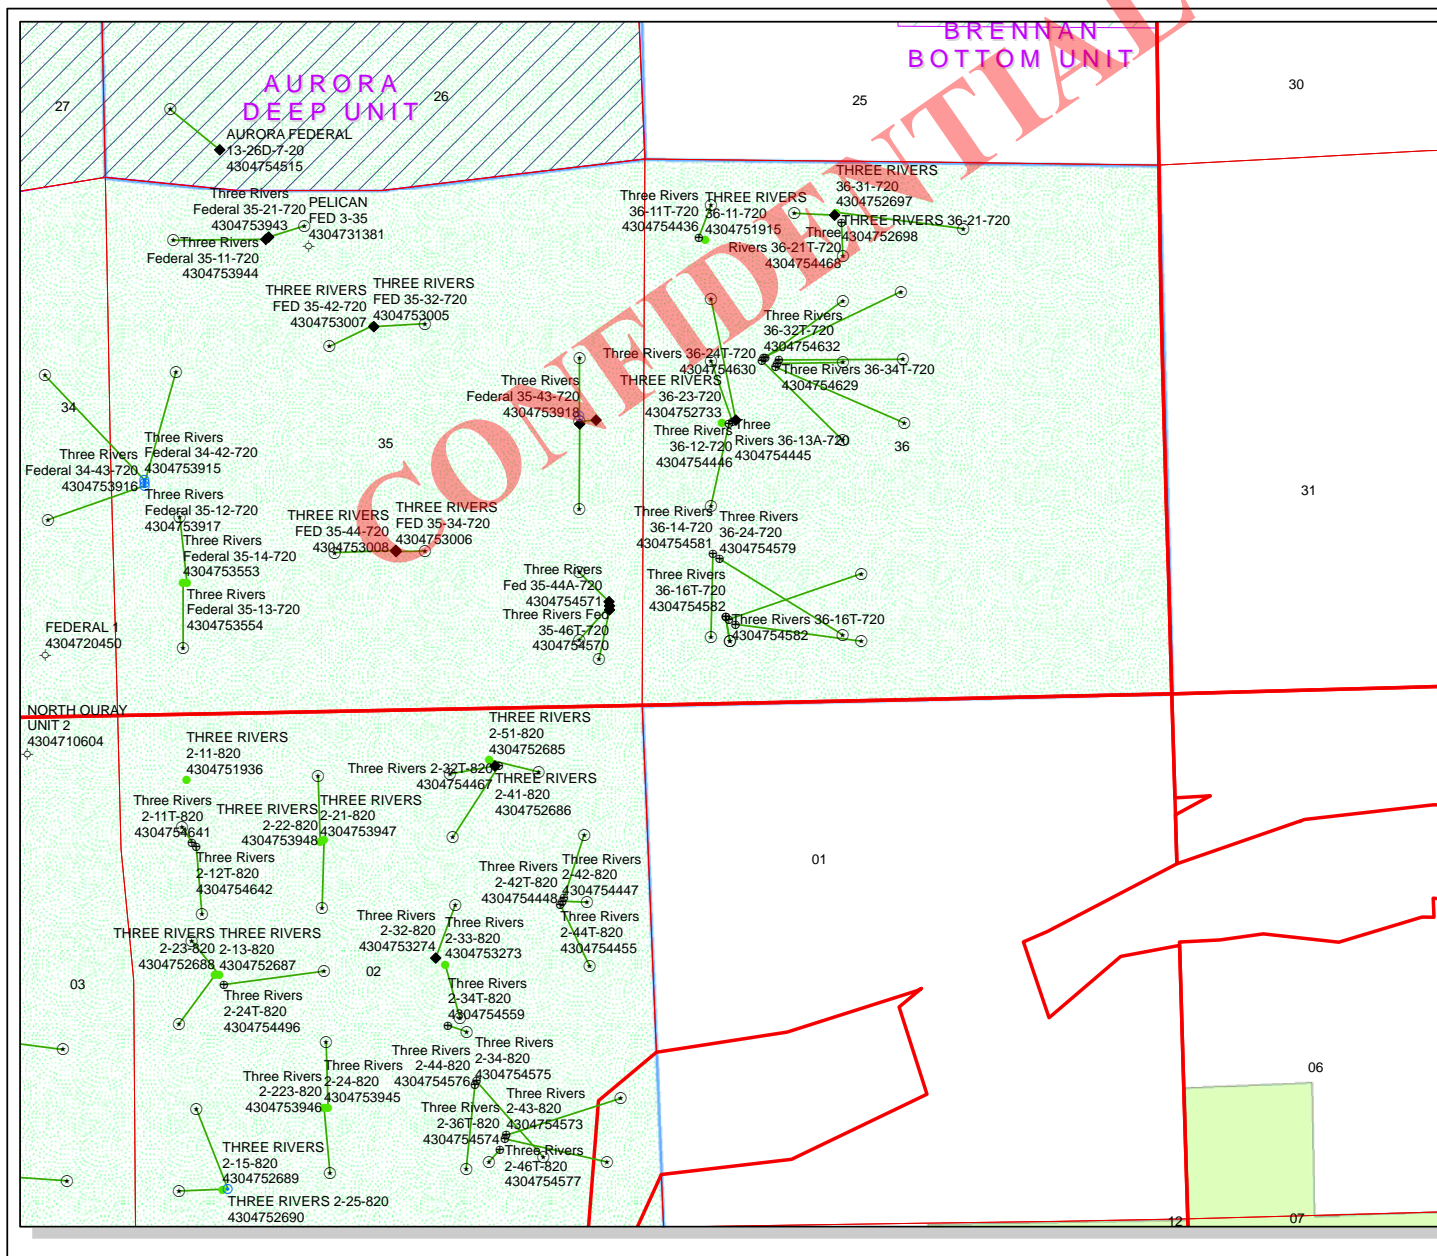 BRENNAN
BOTTOM UNIT
AURORA
DEEP UNIT
27
26
25
30
AURORA FEDERAL
13-26D-7-20
4304754515
Three Rivers
Federal 35-21-720
4304753943
PELICAN
FED 3-35
4304731381
Three Rivers
Federal 35-11-720
4304753944
Three Rivers
36-11T-720
4304754436
THREE RIVERS
36-11-720
4304751915
THREE RIVERS
36-31-720
4304752697
THREE RIVERS 36-21-720
4304752698
Three
Rivers 36-21T-720
4304754468
THREE RIVERS
FED 35-42-720
4304753007
THREE RIVERS
FED 35-32-720
4304753005
Three Rivers
36-32T-720
4304754632
Three Rivers 36-24T-720
4304754630
Three Rivers 36-34T-720
4304754629
Three Rivers
Federal 35-43-720
4304753918
THREE RIVERS
36-23-720
4304752733
Three Rivers
36-12-720
4304754446
Three
Rivers 36-13A-720
4304754445
34
35
36
31
Three Rivers
Federal 34-42-720
4304753915
Three Rivers
Federal 34-43-720
4304753916
Three Rivers
Federal 35-12-720
4304753917
Three Rivers
Federal 35-14-720
4304753553
Three Rivers
Federal 35-13-720
4304753554
THREE RIVERS
FED 35-44-720
4304753008
THREE RIVERS
FED 35-34-720
4304753006
Three Rivers
36-14-720
4304754581
Three Rivers
36-24-720
4304754579
Three Rivers
Fed 35-44A-720
4304754571
Three Rivers Fed
35-46T-720
4304754570
Three Rivers
36-16T-720
4304754582
Three Rivers 36-16T-720
4304754582
FEDERAL 1
4304720450
NORTH OURAY
UNIT 2
4304710604
THREE RIVERS
2-11-820
4304751936
THREE RIVERS
2-51-820
4304752685
Three Rivers 2-32T-820
4304754467
THREE RIVERS
2-41-820
4304752686
Three Rivers
2-11T-820
4304754641
THREE RIVERS
2-22-820
4304753948
THREE RIVERS
2-21-820
4304753947
Three Rivers
2-12T-820
4304754642
01
Three Rivers
2-42T-820
4304754448
Three Rivers
2-42-820
4304754447
Three Rivers
2-44T-820
4304754455
Three Rivers
2-32-820
4304753274
Three Rivers
2-33-820
4304753273
THREE RIVERS
2-23-820
4304752688
THREE RIVERS
2-13-820
4304752687
02
03
Three Rivers
2-24T-820
4304754496
Three Rivers
2-34T-820
4304754559
Three Rivers
2-44-820
4304754576
Three Rivers
2-34-820
4304754575
Three Rivers
2-223-820
4304753946
Three Rivers
2-24-820
4304753945
Three Rivers
2-36T-820
4304754574
Three Rivers
2-43-820
4304754573
Three Rivers
2-46T-820
4304754577
THREE RIVERS
2-15-820
4304752689
THREE RIVERS 2-25-820
4304752690
06
12
07
CONFIDENTIAL